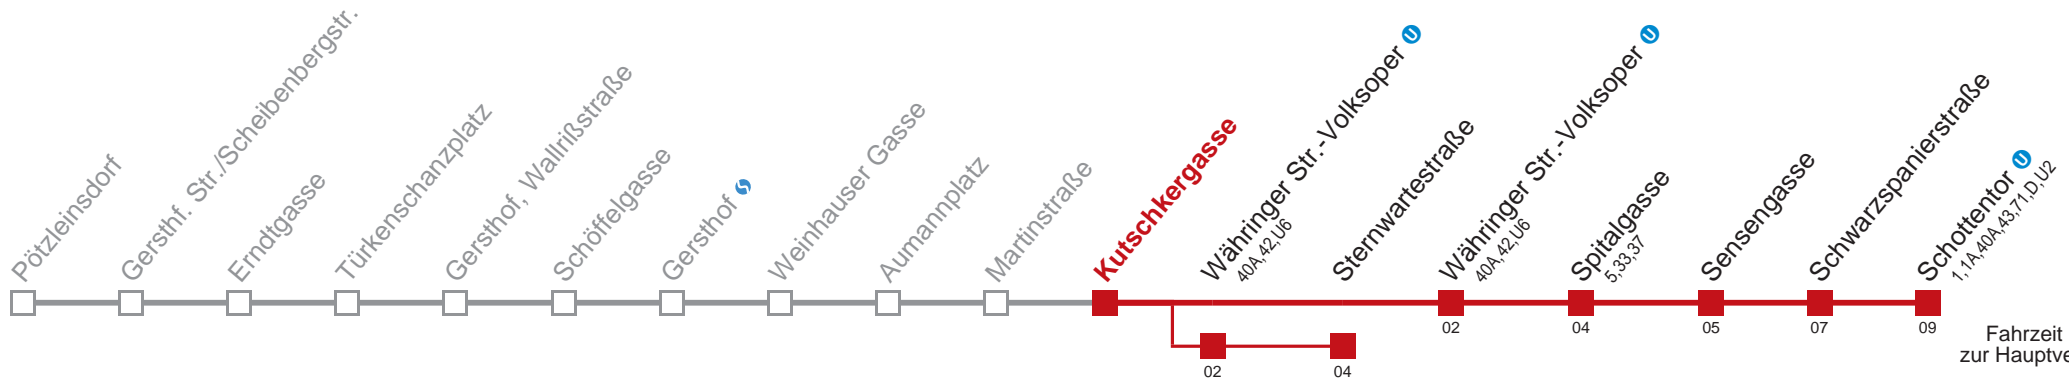 Pötzleinsdorf
Gersthf. Str./Scheibenbergstr.
Erndtgasse
Türkenschanzplatz
Gersthof, Wallrißstraße
Schöffelgasse
Gersthof
Weinhauser Gasse
Aumannplatz
Martinstraße
Kutschkergasse
Währinger Str.-Volksoper U
40A,42,U6
Sternwartestraße
Währinger Str.-Volksoper U
40A,42,U6
Spitalgasse
5,33,37
Sensengasse
Schwarzspanierstraße
Schottentor U
1,1A,40A,43,71,D,U2
02 04 05 07 09
02 04
Fahrzeit
zur Hauptve